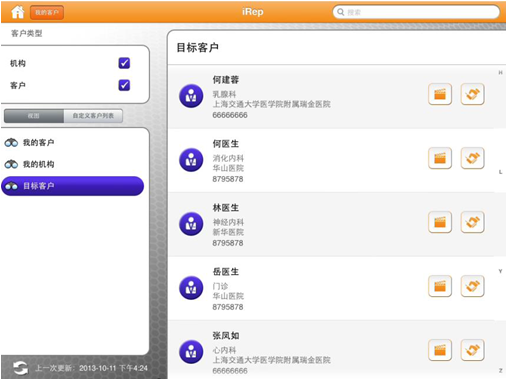 我的客户
iRep
搜索
客户类型
机构
客户
视图
自定义客户列表
我的客户
我的机构
目标客户
上一次更新: 2013-10-11 下午4:24
目标客户
何建蓉
乳腺科
上海交通大学医学院附属瑞金医院
66666666
何医生
消化内科
华山医院
8795878
林医生
神经内科
新华医院
8795878
岳医生
门诊
华山医院
8795878
张凤如
心内科
上海交通大学医学院附属瑞金医院
66666666
H
L
Y
Z